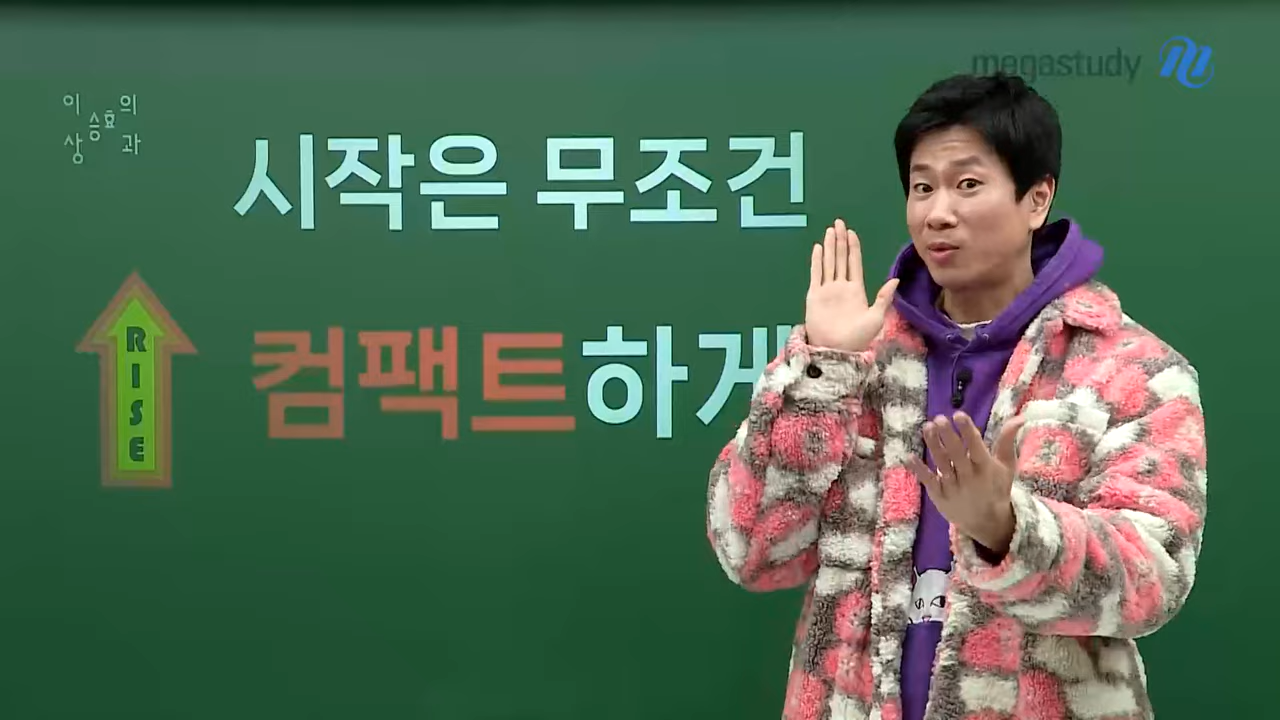 megastudy
이승효의
상과
시작은 무조건
컴팩트하게
RISE